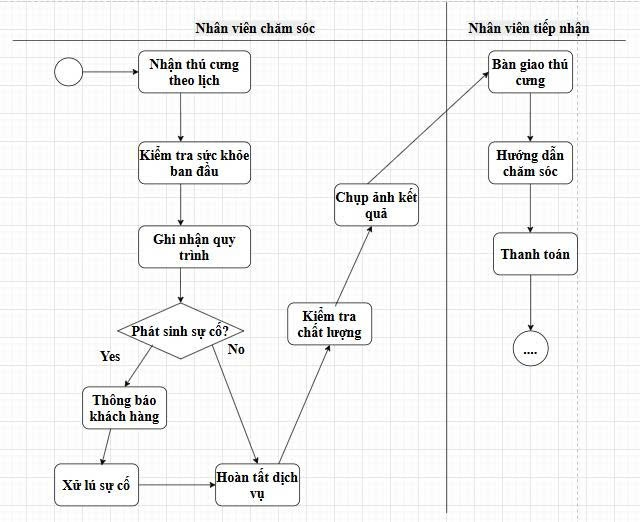 Nhân viên chăm sóc
Nhân viên tiếp nhận
Nhận thú cưng
theo lịch
Kiểm tra sức khỏe
ban đầu
Ghi nhận quy
trình
Phát sinh sự cố?
Yes
No
Thông báo
khách hàng
Xử lú sự cố
Hoàn tất dịch
vụ
Kiểm tra
chất lượng
Chụp ảnh kết
quả
Bàn giao thú
cưng
Hướng dẫn
chăm sóc
Thanh toán
....